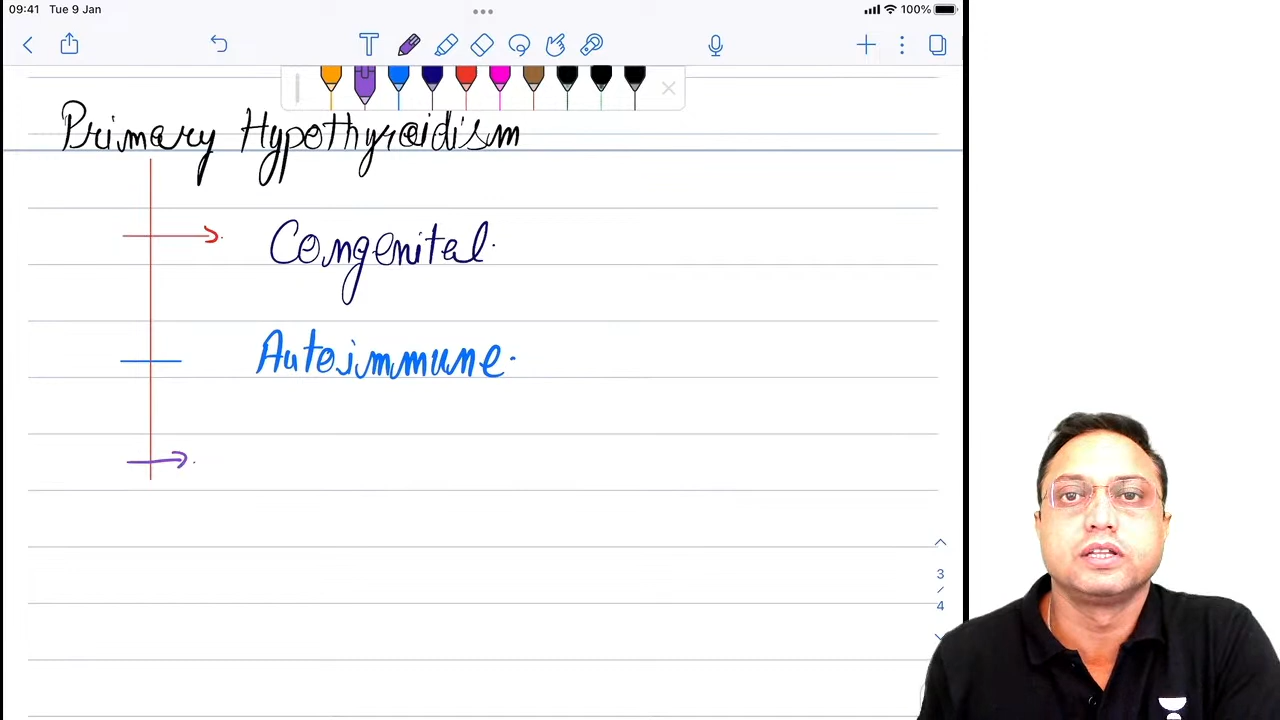 09:41 Tue 9 Jan
100%
T
Primary Hypothyroidism
Congenital.
Autoimmune.
3
/
4